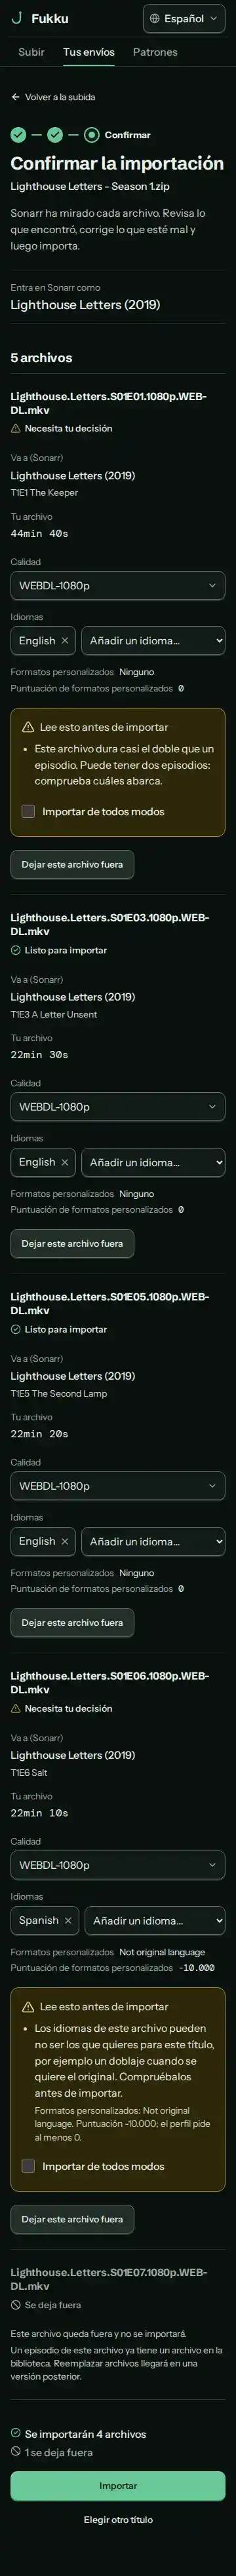 Fukku
Español
Subir
Tus envíos
Patrones
Volver a la subida
Confirmar
Confirmar la importación
Lighthouse Letters - Season 1.zip
Sonarr ha mirado cada archivo. Revisa lo
que encontró, corrige lo que esté mal y
luego importa.
Entra en Sonarr como
Lighthouse Letters (2019)
5 archivos
Lighthouse.Letters.S01E01.1080p.WEB-
DL.mkv
Necesita tu decisión
Va a (Sonarr)
Lighthouse Letters (2019)
T1E1 The Keeper
Tu archivo
44min 40s
Calidad
WEBDL-1080p
Idiomas
English
Añadir un idioma...
Formatos personalizados Ninguno
Puntuación de formatos personalizados 0
Lee esto antes de importar
• Este archivo dura casi el doble que un
episodio. Puede tener dos episodios:
comprueba cuáles abarca.
Importar de todos modos
Dejar este archivo fuera
Lighthouse.Letters.S01E03.1080p.WEB-
DL.mkv
Listo para importar
Va a (Sonarr)
Lighthouse Letters (2019)
T1E3 A Letter Unsent
Tu archivo
22min 30s
Calidad
WEBDL-1080p
Idiomas
English
Añadir un idioma...
Formatos personalizados Ninguno
Puntuación de formatos personalizados 0
Dejar este archivo fuera
Lighthouse.Letters.S01E05.1080p.WEB-
DL.mkv
Listo para importar
Va a (Sonarr)
Lighthouse Letters (2019)
T1E5 The Second Lamp
Tu archivo
22min 20s
Calidad
WEBDL-1080p
Idiomas
English
Añadir un idioma...
Formatos personalizados Ninguno
Puntuación de formatos personalizados 0
Dejar este archivo fuera
Lighthouse.Letters.S01E06.1080p.WEB-
DL.mkv
Necesita tu decisión
Va a (Sonarr)
Lighthouse Letters (2019)
T1E6 Salt
Tu archivo
22min 10s
Calidad
WEBDL-1080p
Idiomas
Spanish
Añadir un idioma...
Formatos personalizados Not original language
Puntuación de formatos personalizados -10.000
Lee esto antes de importar
• Los idiomas de este archivo pueden
no ser los que quieres para este título,
por ejemplo un doblaje cuando se
quiere el original. Compruébalos
antes de importar.
Formatos personalizados: Not original
language. Puntuación -10.000; el perfil pide
al menos 0.
Importar de todos modos
Dejar este archivo fuera
Lighthouse.Letters.S01E07.1080p.WEB-
DL.mkv
Se deja fuera
Este archivo queda fuera y no se importará.
Un episodio de este archivo ya tiene un archivo en la
biblioteca. Reemplazar archivos llegará en una
versión posterior.
Se importarán 4 archivos
1 se deja fuera
Importar
Elegir otro título